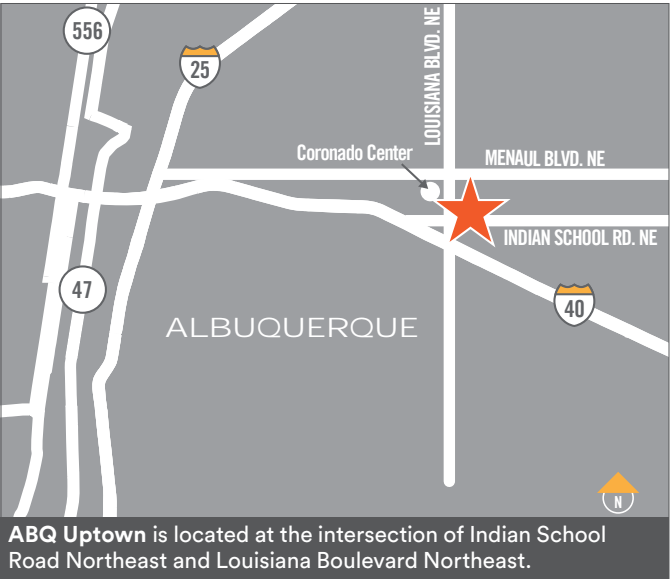 556
25
LOUISIANA BLVD. NE
Coronado Center
MENAUL BLVD. NE
INDIAN SCHOOL RD. NE
47
40
ALBUQUERQUE
N
ABQ Uptown is located at the intersection of Indian School
Road Northeast and Louisiana Boulevard Northeast.